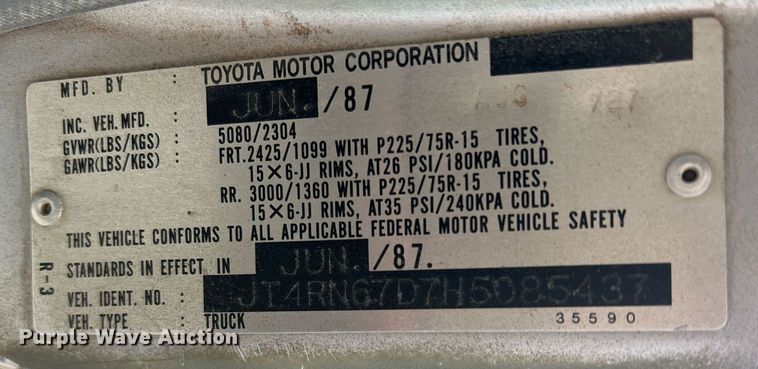 MFD. BY : TOYOTA MOTOR CORPORATION
INC. VEH. MFD. : JUN. /87
GVWR(LBS/KGS) : 5080/2304
GAWR(LBS/KGS) : FRT. 2425/1099 WITH P225/75R-15 TIRES,
15×6-JJ RIMS, AT26 PSI/180KPA COLD.
RR. 3000/1360 WITH P225/75R-15 TIRES,
15×6-JJ RIMS, AT35 PSI/240KPA COLD.
THIS VEHICLE CONFORMS TO ALL APPLICABLE FEDERAL MOTOR VEHICLE SAFETY
STANDARDS IN EFFECT IN JUN. /87.
VEH. IDENT. NO. : JT4RN67D7H5085437
VEH. TYPE : TRUCK 35590
R-3
Purple Wave Auction